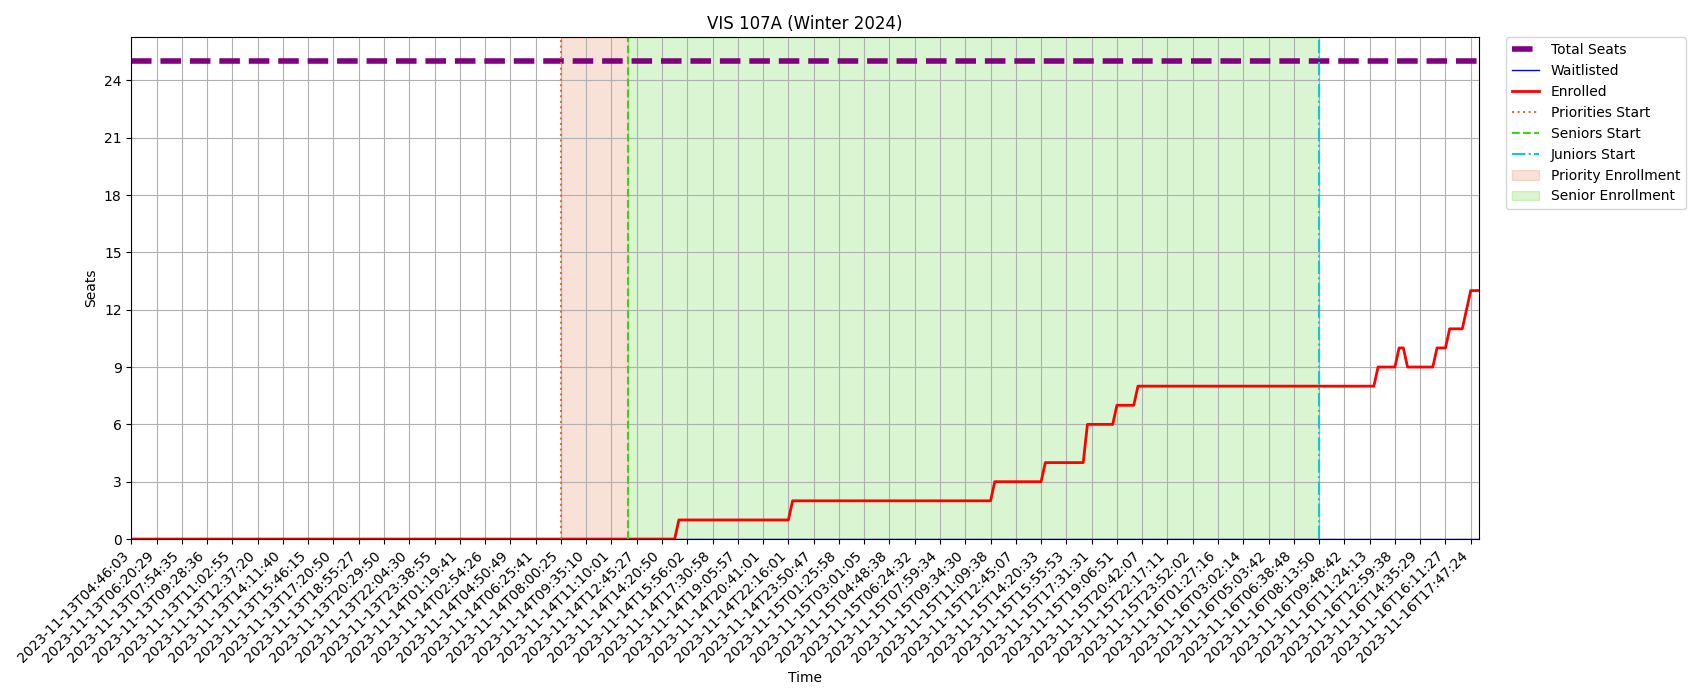 VIS 107A (Winter 2024)
Total Seats
Waitlisted
Enrolled
Priorities Start
Seniors Start
Juniors Start
Priority Enrollment
Senior Enrollment
Seats
24
21
18
15
12
9
6
3
0
2023-11-13T04:46:03
2023-11-13T06:20:29
2023-11-13T07:54:35
2023-11-13T09:28:36
2023-11-13T11:02:55
2023-11-13T12:37:20
2023-11-13T14:11:40
2023-11-13T15:46:15
2023-11-13T17:20:50
2023-11-13T18:55:27
2023-11-13T20:29:50
2023-11-13T22:04:30
2023-11-13T23:38:55
2023-11-14T01:19:41
2023-11-14T02:54:26
2023-11-14T04:50:49
2023-11-14T06:25:41
2023-11-14T08:00:25
2023-11-14T09:35:10
2023-11-14T11:10:01
2023-11-14T12:45:27
2023-11-14T14:20:50
2023-11-14T15:56:02
2023-11-14T17:30:58
2023-11-14T19:05:57
2023-11-14T20:41:01
2023-11-14T22:16:01
2023-11-14T23:50:47
2023-11-15T01:25:58
2023-11-15T03:01:05
2023-11-15T04:48:38
2023-11-15T06:24:32
2023-11-15T07:59:34
2023-11-15T09:34:30
2023-11-15T11:09:38
2023-11-15T12:45:07
2023-11-15T14:20:33
2023-11-15T15:55:53
2023-11-15T17:31:31
2023-11-15T19:06:51
2023-11-15T20:42:07
2023-11-15T22:17:11
2023-11-15T23:52:02
2023-11-16T01:27:16
2023-11-16T03:02:14
2023-11-16T05:03:42
2023-11-16T06:38:48
2023-11-16T08:13:50
2023-11-16T09:48:42
2023-11-16T11:24:13
2023-11-16T12:59:38
2023-11-16T14:35:29
2023-11-16T16:11:27
2023-11-16T17:47:24
Time